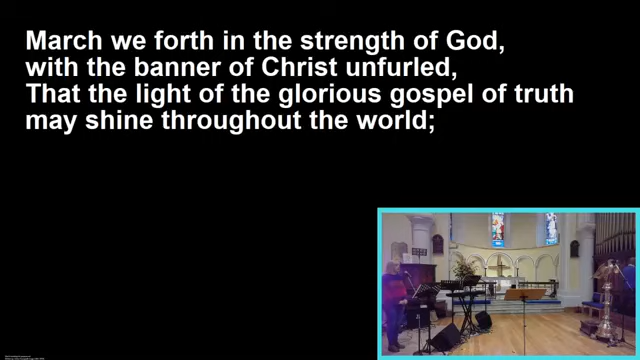 March we forth in the strength of God,
with the banner of Christ unfurled,
That the light of the glorious gospel of truth
may shine throughout the world;